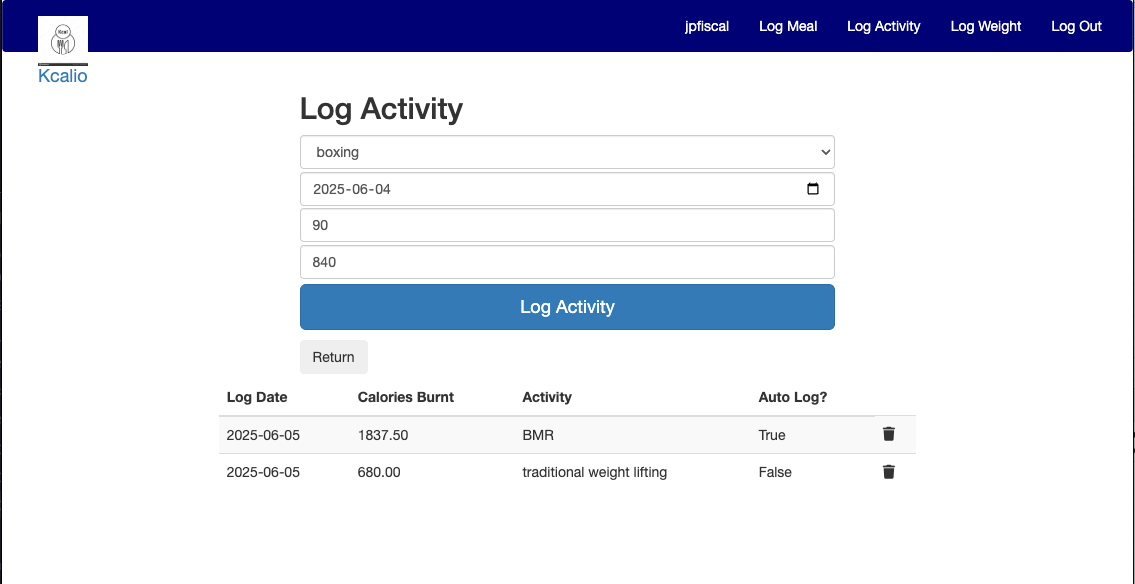 jpfiscal Log Meal Log Activity Log Weight Log Out
Kcal
Kcalio
Log Activity
boxing
2025-06-04
90
840
Log Activity
Return
Log Date Calories Burnt Activity Auto Log?
2025-06-05 1837.50 BMR True
2025-06-05 680.00 traditional weight lifting False